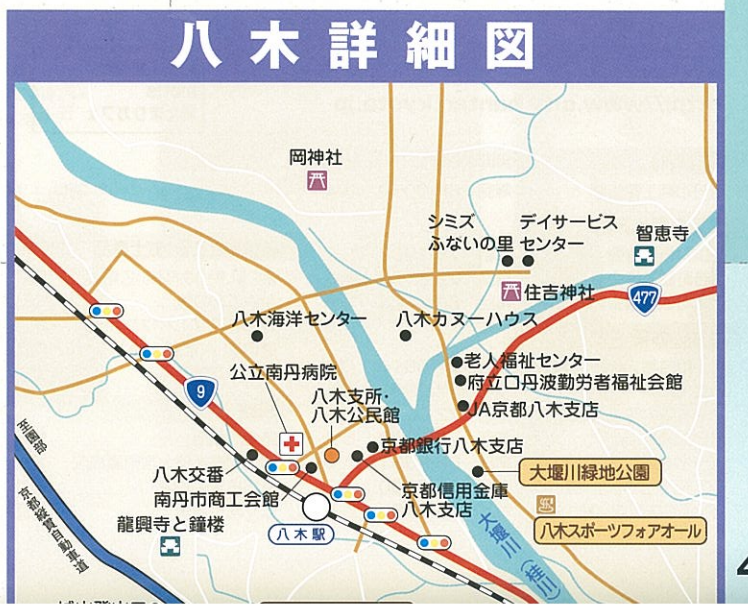 八木詳細図
岡神社
シミズ
ふないの里
デイサービス
センター
智恵寺
住吉神社
477
八木海洋センター
八木カヌーハウス
老人福祉センター
府立口丹波勤労者福祉会館
JA京都八木支店
9
公立南丹病院
八木支所・
八木公民館
京都銀行八木支店
至園部
八木交番
京都信用金庫
八木支店
大堰川緑地公園
南丹市商工会館
京都縦貫自動車道
龍興寺と鐘楼
八木駅
大堰川(桂川)
八木スポーツフォアオール